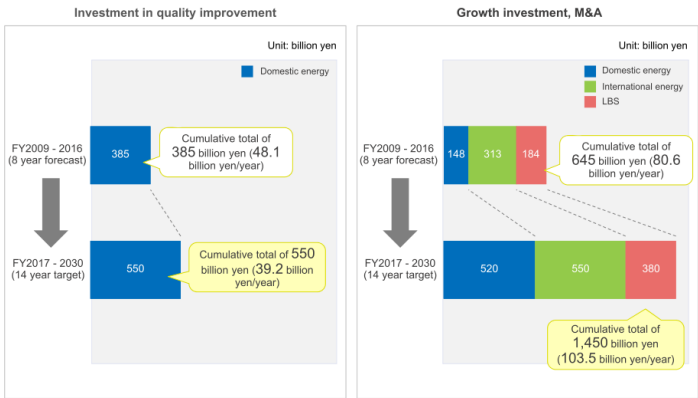 Investment in quality improvement
Unit: billion yen
Domestic energy
FY2009 - 2016
(8 year forecast)
385
Cumulative total of
385 billion yen (48.1
billion yen/year)
FY2017 - 2030
(14 year target)
550
Cumulative total of 550
billion yen (39.2 billion
yen/year)
Growth investment, M&A
Unit: billion yen
Domestic energy
International energy
LBS
FY2009 - 2016
(8 year forecast)
148 313 184
Cumulative total of
645 billion yen (80.6
billion yen/year)
FY2017 - 2030
(14 year target)
520 550 380
Cumulative total of
1,450 billion yen
(103.5 billion yen/year)